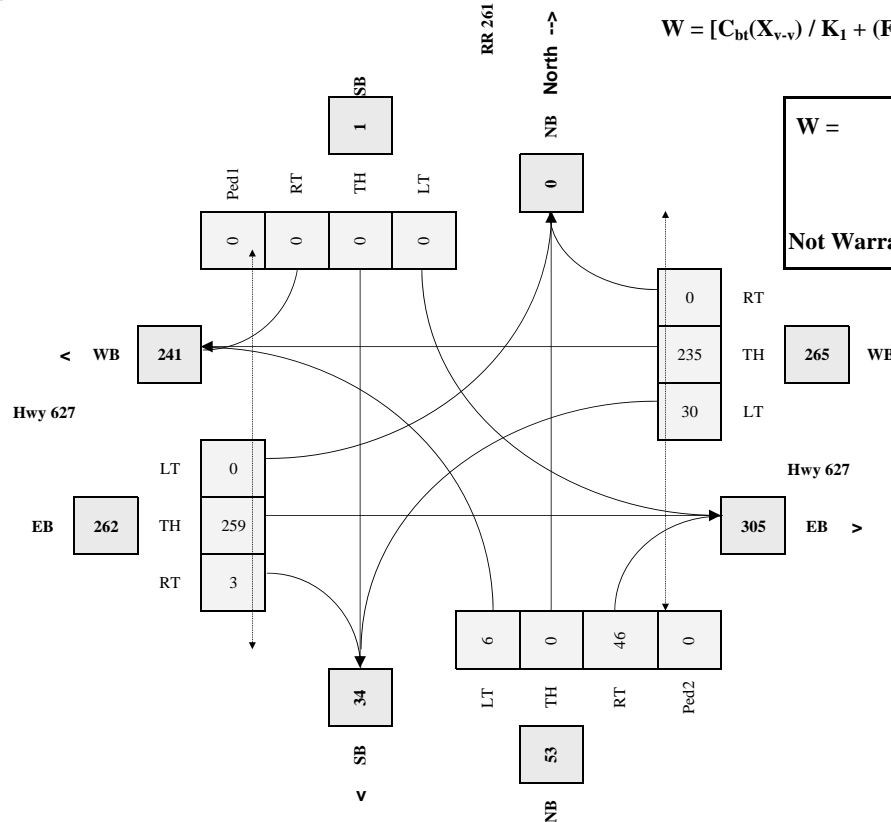 RR 261
North -->
W = [C_bt(X_v-v) / K_1 + (F
SB
1
NB
0
W =
Not Warra
Ped1
RT
TH
LT
0
0
0
0
< WB 241
0 RT
235 TH 265 WB
30 LT
Hwy 627
Hwy 627
LT 0
EB 262 TH 259
RT 3
305 EB >
6
0
46
0
LT
TH
RT
Ped2
34
SB
<
53
NB